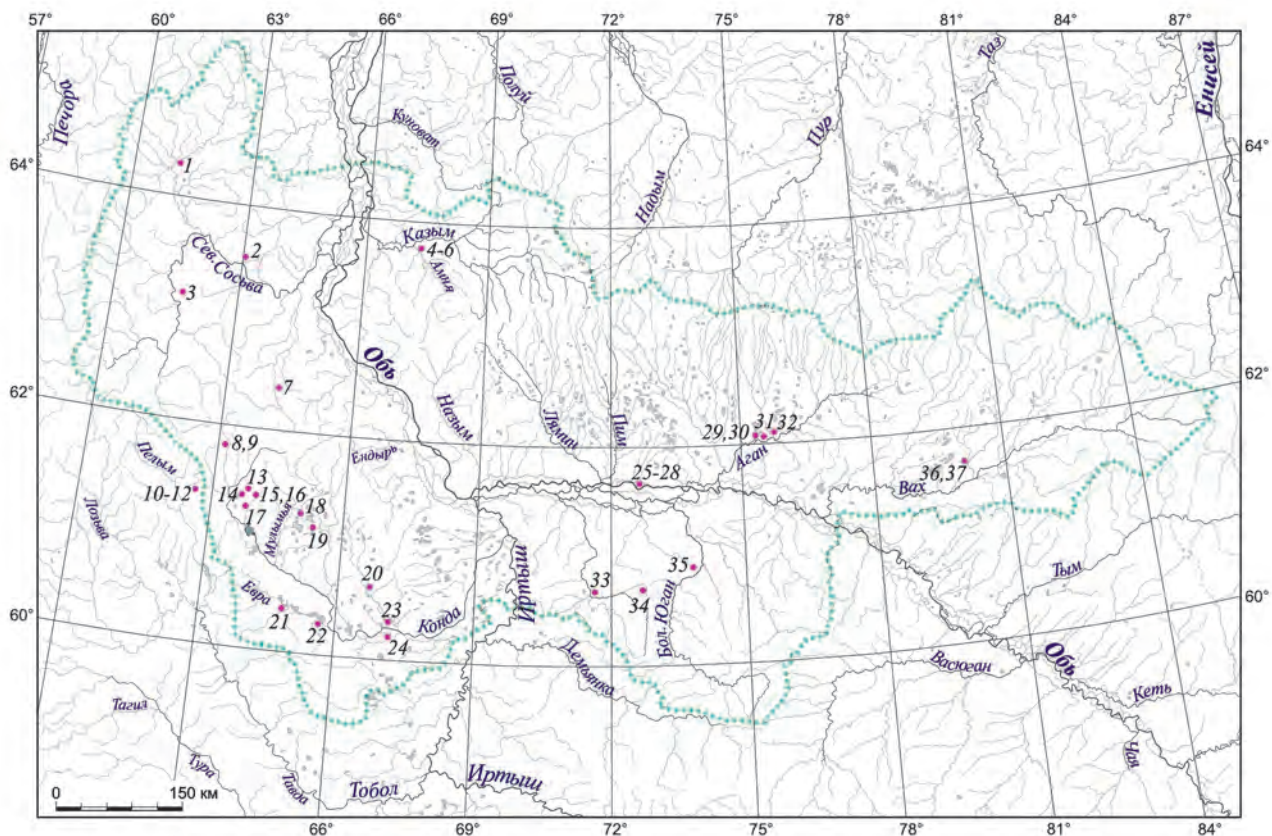 57° 60° 63° 66° 69° 72° 75° 78° 81° 84° 87°
Печора
Полуй
Таз
Енисей
Куноват
Пур
64°
1
Надым
64°
Казым
4-6
Амня
2
Сев. Сосьва
3
Обь
7
62°
62°
Назым
Лямин
Пим
29,30
31
32
Аган
8,9
Ендырь
Пелым
10-12
13
14
15,16
17
18
19
Мулымья
Лозьва
25-28
36,37
Вах
Тым
20
Иртыш
33
34
35
Бол. Юган
60°
60°
Евра
21
22
23
24
Конда
Демьянка
Васюган
Обь
Кеть
Чая
Тагил
Тура
Тавда
Тобол
Иртыш
0 150 км
66° 69° 72° 75° 78° 81° 84°